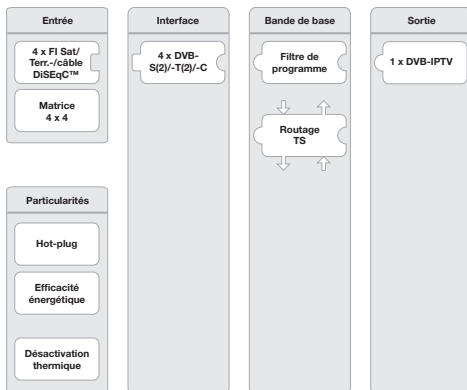 Entrée
4 x FI Sat/
Terr.-/câble
DiSEqC™
Matrice
4 x 4
Interface
4 x DVB-
S(2)/-T(2)/-C
Bande de base
Filtre de
programme
Routage
TS
Sortie
1 x DVB-IPTV
Particularités
Hot-plug
Efficacité
énergétique
Désactivation
thermique